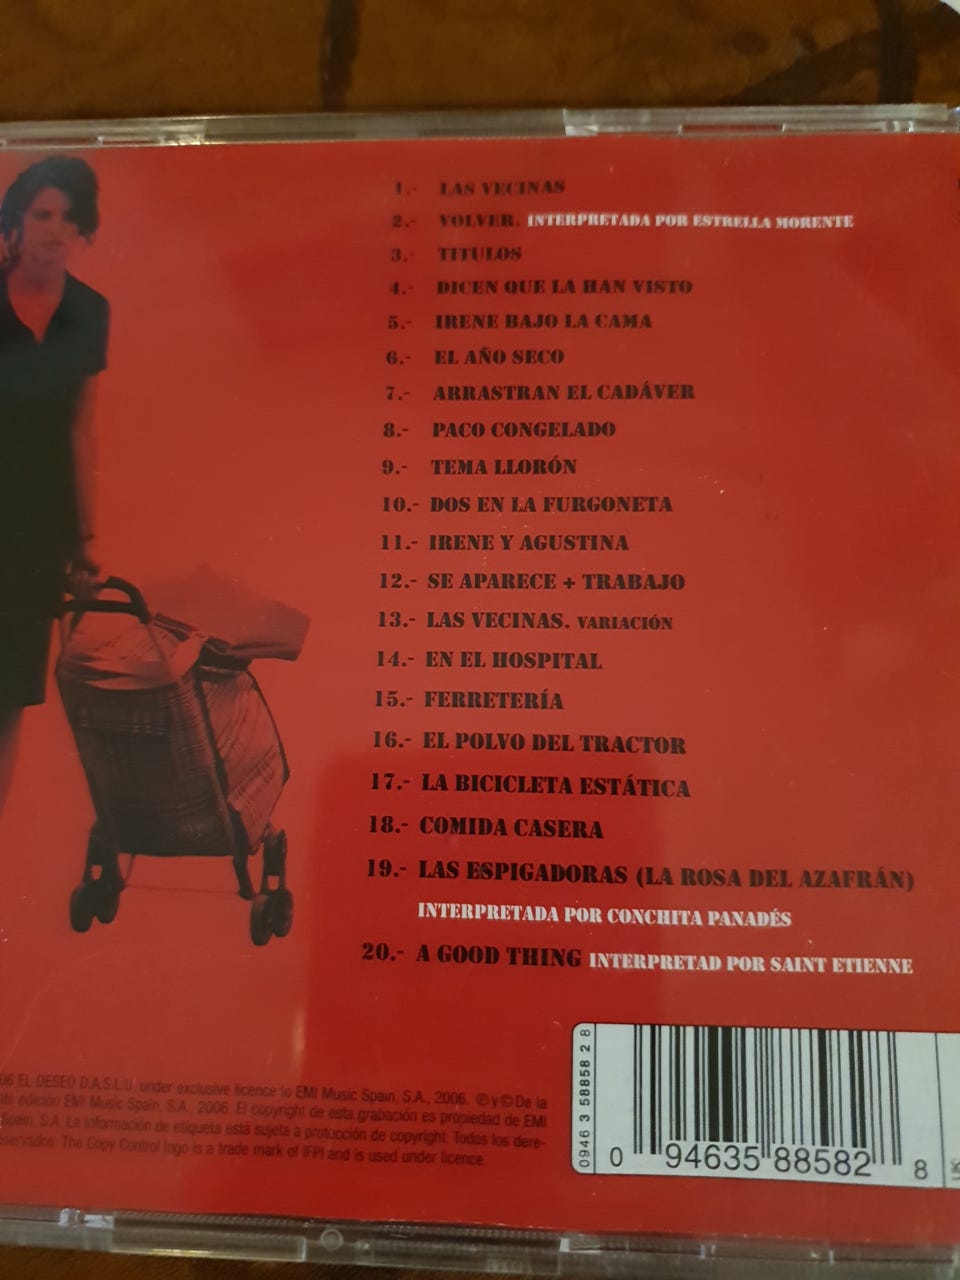 1.- LAS VECINAS
2.- VOLVER. INTERPRETADA POR ESTRELLA MORENTE
3.- TITULOS
4.- DICEN QUE LA HAN VISTO
5.- IRENE BAJO LA CAMA
6.- EL AÑO SECO
7.- ARRASTRAN EL CADÁVER
8.- PACO CONGELADO
9.- TEMA LLORÓN
10.- DOS EN LA FURGONETA
11.- IRENE Y AGUSTINA
12.- SE APARECE + TRABAJO
13.- LAS VECINAS. VARIACIÓN
14.- EN EL HOSPITAL
15.- FERRETERÍA
16.- EL POLVO DEL TRACTOR
17.- LA BICICLETA ESTÁTICA
18.- COMIDA CASERA
19.- LAS ESPIGADORAS (LA ROSA DEL AZAFRÁN)
INTERPRETADA POR CONCHITA PANADÉS
20.- A GOOD THING INTERPRETAD POR SAINT ETIENNE
06 EL DESEO D.A.S.L.U. under exclusive licence to EMI Music Spain, S.A., 2006. ℗ y © De la
te edición EMI Music Spain, S.A., 2006. El copyright de esta grabación es propiedad de EMI
Spain, S.A. La información de etiqueta está sujeta a protección de copyright. Todos los dere-
servados. The Copy Control logo is a trade mark of IFPI and is used under licence.
0946 3 58858 2 8
0 94635 88582 8